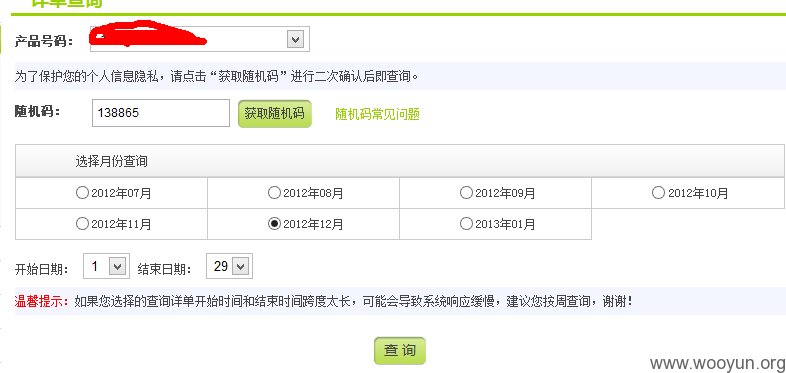 详单查询
产品号码：
为了保护您的个人信息隐私，请点击“获取随机码”进行二次确认后即查询。
随机码： 138865 获取随机码 随机码常见问题
选择月份查询
2012年07月 2012年08月 2012年09月 2012年10月
2012年11月 2012年12月 2013年01月
开始日期： 1 结束日期： 29
温馨提示：如果您选择的查询详单开始时间和结束时间跨度太长，可能会导致系统响应缓慢，建议您按周查询，谢谢！
查 询
www.wooyun.org